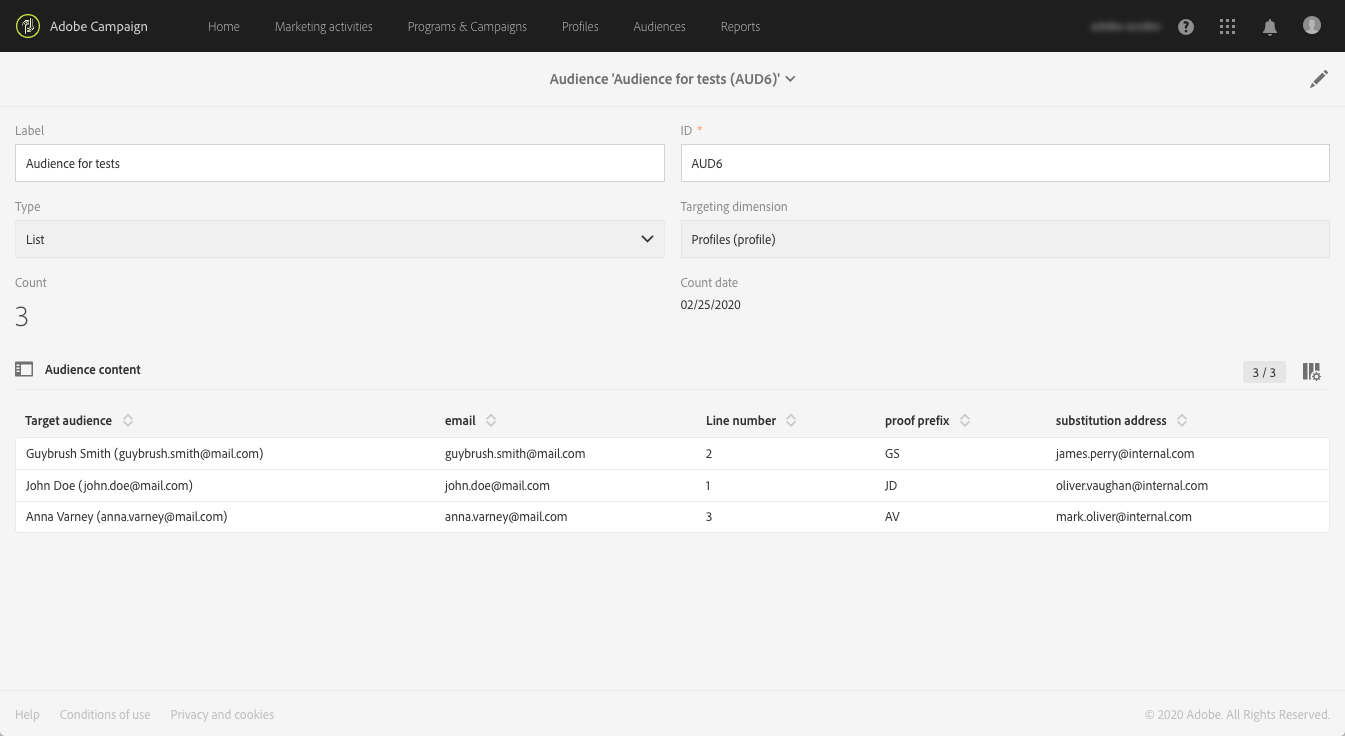 Adobe Campaign Home Marketing activities Programs & Campaigns Profiles Audiences Reports
Audience 'Audience for tests (AUD6)'
Label ID *
Audience for tests AUD6
Type Targeting dimension
List Profiles (profile)
Count Count date
3 02/25/2020
Audience content 3 / 3
Target audience email Line number proof prefix substitution address
Guybrush Smith (guybrush.smith@mail.com) guybrush.smith@mail.com 2 GS james.perry@internal.com
John Doe (john.doe@mail.com) john.doe@mail.com 1 JD oliver.vaughan@internal.com
Anna Varney (anna.varney@mail.com) anna.varney@mail.com 3 AV mark.oliver@internal.com
Help Conditions of use Privacy and cookies © 2020 Adobe. All Rights Reserved.